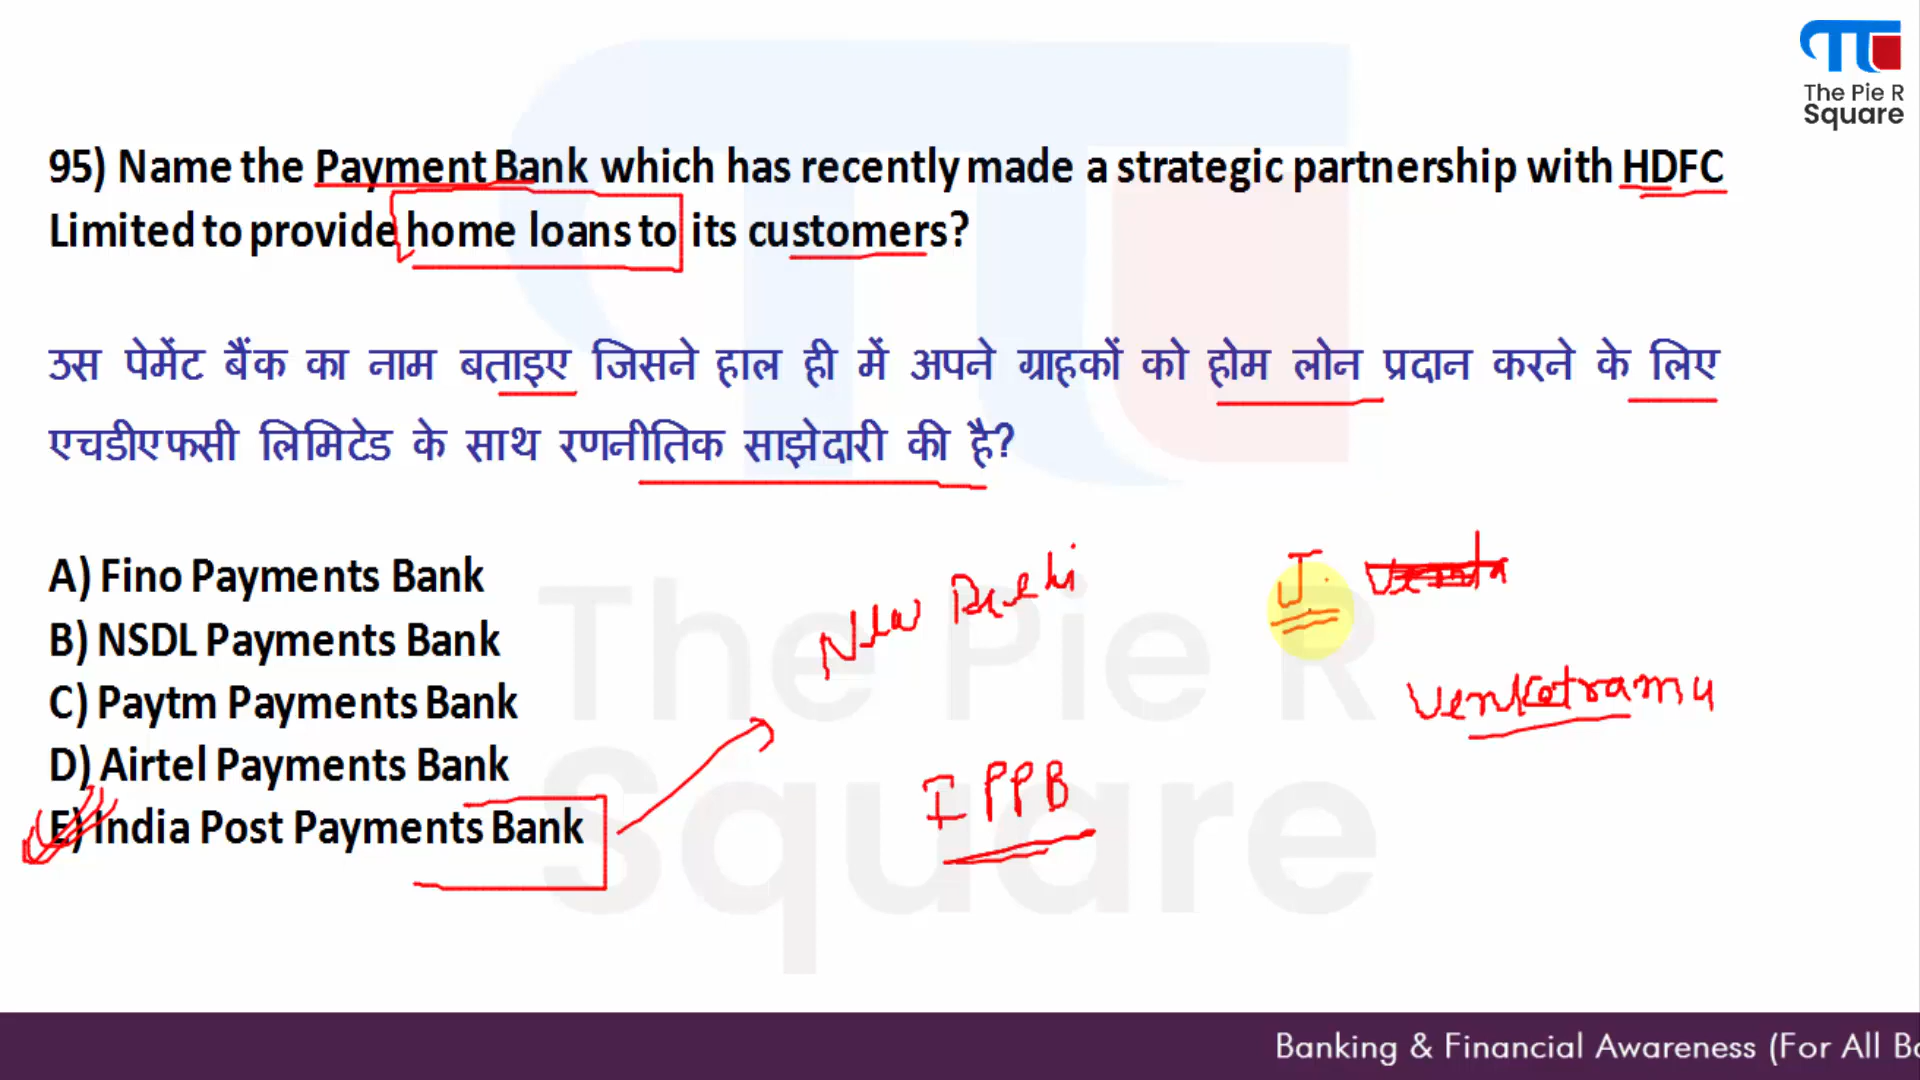 The Pie R
Square
95) Name the Payment Bank which has recently made a strategic partnership with HDFC
Limited to provide home loans to its customers?
उस पेमेंट बैंक का नाम बताइए जिसने हाल ही में अपने ग्राहकों को होम लोन प्रदान करने के लिए
एचडीएफसी लिमिटेड के साथ रणनीतिक साझेदारी की है?
A) Fino Payments Bank
B) NSDL Payments Bank
C) Paytm Payments Bank
D) Airtel Payments Bank
E) India Post Payments Bank
New Delhi
J.
Venkatramu
IPPB
The Pie R
Square
Banking & Financial Awareness (For All Ba